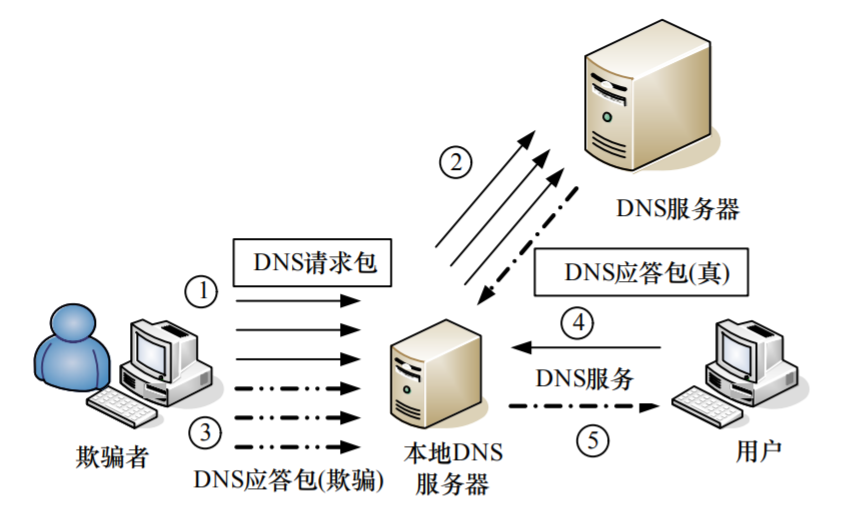 ②
DNS服务器
DNS请求包
DNS应答包(真)
①
④
DNS服务
③
⑤
欺骗者
本地DNS
服务器
用户
DNS应答包(欺骗)